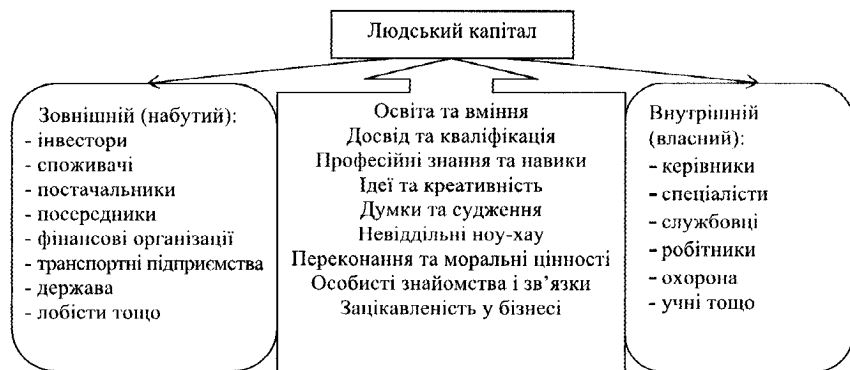 Людський капітал
Зовнішній (набутий):
- інвестори
- споживачі
- постачальники
- посередники
- фінансові організації
- транспортні підприємства
- держава
- лобісти тощо
Освіта та вміння
Досвід та кваліфікація
Професійні знання та навики
Ідеї та креативність
Думки та судження
Невіддільні ноу-хау
Переконання та моральні цінності
Особисті знайомства і зв’язки
Зацікавленість у бізнесі
Внутрішній
(власний):
- керівники
- спеціалісти
- службовці
- робітники
- охорона
- учні тощо